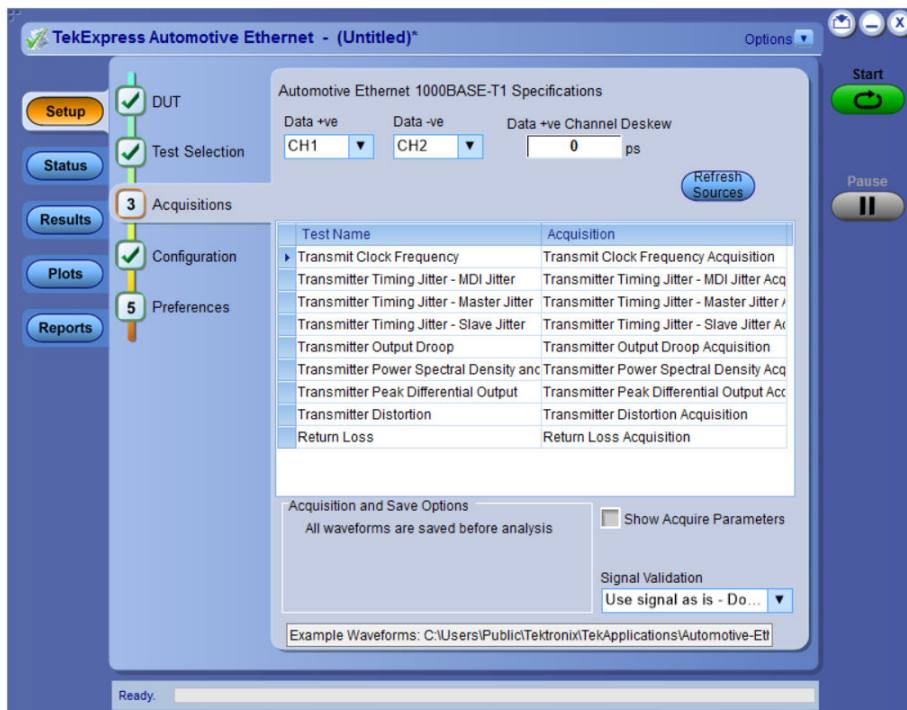 TekExpress Automotive Ethernet - (Untitled)*
Options
X
Start
Pause
Setup
Status
Results
Plots
Reports
DUT
Test Selection
3 Acquisitions
Configuration
5 Preferences
Automotive Ethernet 1000BASE-T1 Specifications
Data +ve Data -ve Data +ve Channel Deskew
CH1 CH2 0 ps
Refresh
Sources
Test Name Acquisition
Transmit Clock Frequency Transmit Clock Frequency Acquisition
Transmitter Timing Jitter - MDI Jitter Transmitter Timing Jitter - MDI Jitter Acq
Transmitter Timing Jitter - Master Jitter Transmitter Timing Jitter - Master Jitter
Transmitter Timing Jitter - Slave Jitter Transmitter Timing Jitter - Slave Jitter Ac
Transmitter Output Droop Transmitter Output Droop Acquisition
Transmitter Power Spectral Density and Transmitter Power Spectral Density Acq
Transmitter Peak Differential Output Transmitter Peak Differential Output Acc
Transmitter Distortion Transmitter Distortion Acquisition
Return Loss Return Loss Acquisition
Acquisition and Save Options
All waveforms are saved before analysis
Show Acquire Parameters
Signal Validation
Use signal as is - Do...
Example Waveforms: C:\Users\Public\Tektronix\TekApplications\Automotive-Et
Ready.